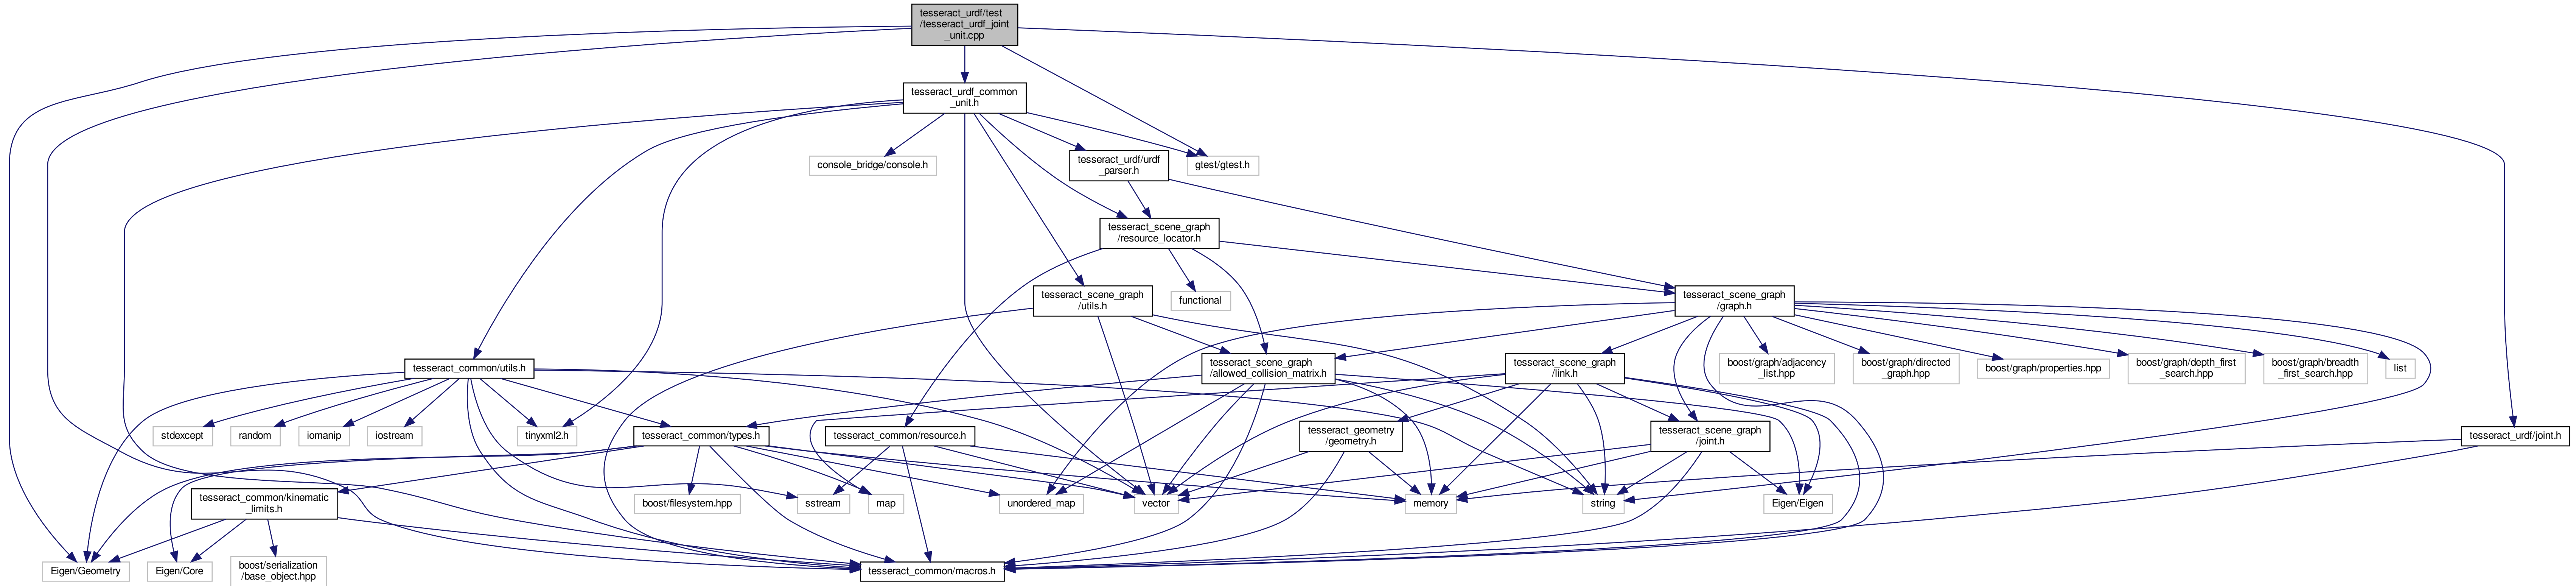 tesseract_urdf/test
/tesseract_urdf_joint
_unit.cpp
tesseract_urdf_common
_unit.h
console_bridge/console.h
tesseract_urdf/urdf
_parser.h
gtest/gtest.h
tesseract_scene_graph
/resource_locator.h
tesseract_scene_graph
/utils.h
functional
tesseract_scene_graph
/graph.h
tesseract_common/utils.h
tesseract_scene_graph
/allowed_collision_matrix.h
tesseract_scene_graph
/link.h
boost/graph/adjacency
_list.hpp
boost/graph/directed
_graph.hpp
boost/graph/properties.hpp
boost/graph/depth_first
_search.hpp
boost/graph/breadth
_first_search.hpp
list
stdexcept
random
iomanip
iostream
tinyxml2.h
tesseract_common/types.h
tesseract_common/resource.h
tesseract_geometry
/geometry.h
tesseract_scene_graph
/joint.h
tesseract_urdf/joint.h
tesseract_common/kinematic
_limits.h
boost/filesystem.hpp
sstream
map
unordered_map
vector
memory
string
Eigen/Eigen
Eigen/Geometry
Eigen/Core
boost/serialization
/base_object.hpp
tesseract_common/macros.h